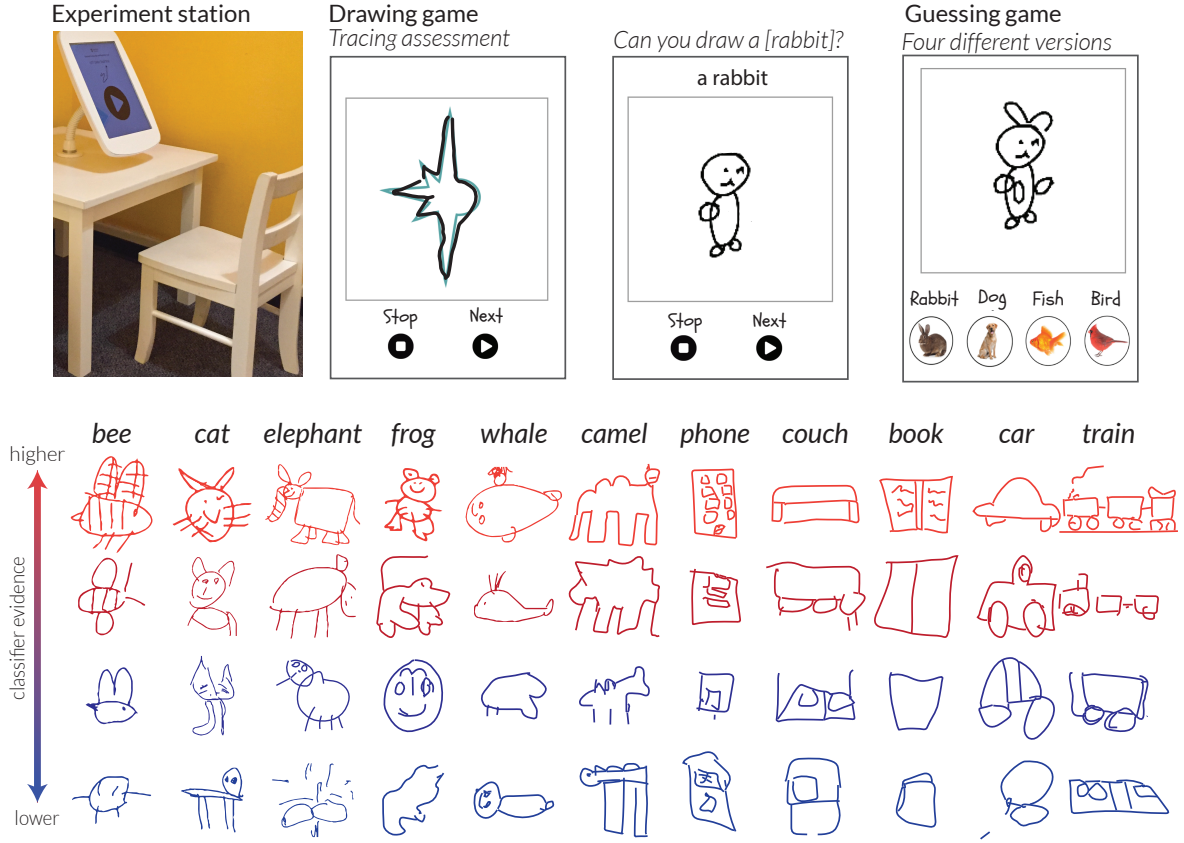 Experiment station
Drawing game
Tracing assessment
Can you draw a [rabbit]?
Guessing game
Four different versions
a rabbit
Stop
Next
Stop
Next
Rabbit Dog Fish Bird
bee cat elephant frog whale camel phone couch book car train
higher
classifier evidence
lower